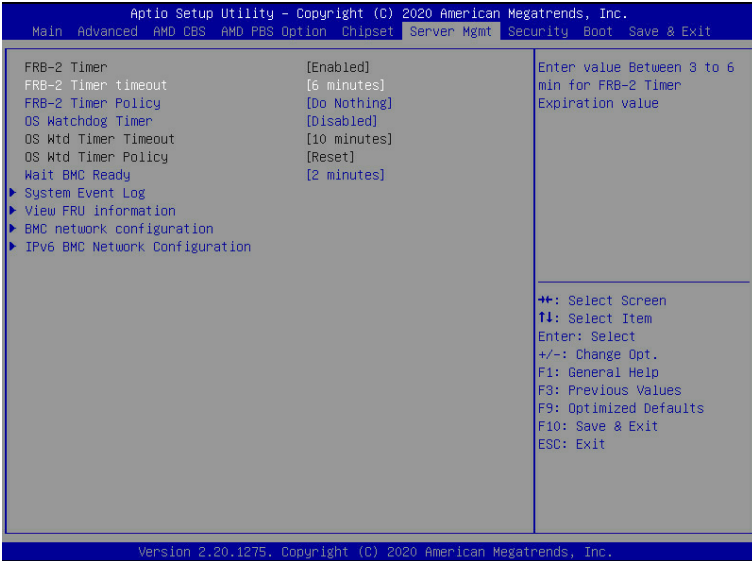 Aptio Setup Utility – Copyright (C) 2020 American Megatrends, Inc.
Main Advanced AMD CBS AMD PBS Option Chipset Server Mgmt Security Boot Save & Exit
FRB-2 Timer [Enabled]
FRB-2 Timer timeout [6 minutes]
FRB-2 Timer Policy [Do Nothing]
OS Watchdog Timer [Disabled]
OS Wtd Timer Timeout [10 minutes]
OS Wtd Timer Policy [Reset]
Wait BMC Ready [2 minutes]
System Event Log
View FRU information
BMC network configuration
IPv6 BMC Network Configuration
Enter value Between 3 to 6
min for FRB-2 Timer
Expiration value
→←: Select Screen
↑↓: Select Item
Enter: Select
+/-: Change Opt.
F1: General Help
F3: Previous Values
F9: Optimized Defaults
F10: Save & Exit
ESC: Exit
Version 2.20.1275. Copyright (C) 2020 American Megatrends, Inc.